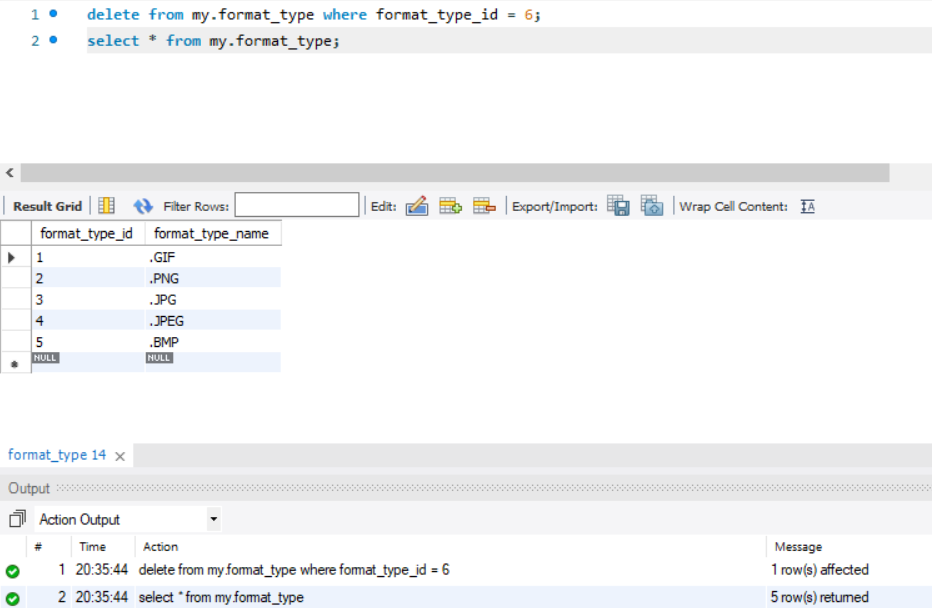 1 delete from my.format_type where format_type_id = 6;
2 select * from my.format_type;
Result Grid Filter Rows: Edit: Export/Import: Wrap Cell Content:
format_type_id format_type_name
1 .GIF
2 .PNG
3 .JPG
4 .JPEG
5 .BMP
NULL NULL
format_type 14
Output
Action Output
# Time Action Message
1 20:35:44 delete from my.format_type where format_type_id = 6 1 row(s) affected
2 20:35:44 select * from my.format_type 5 row(s) returned